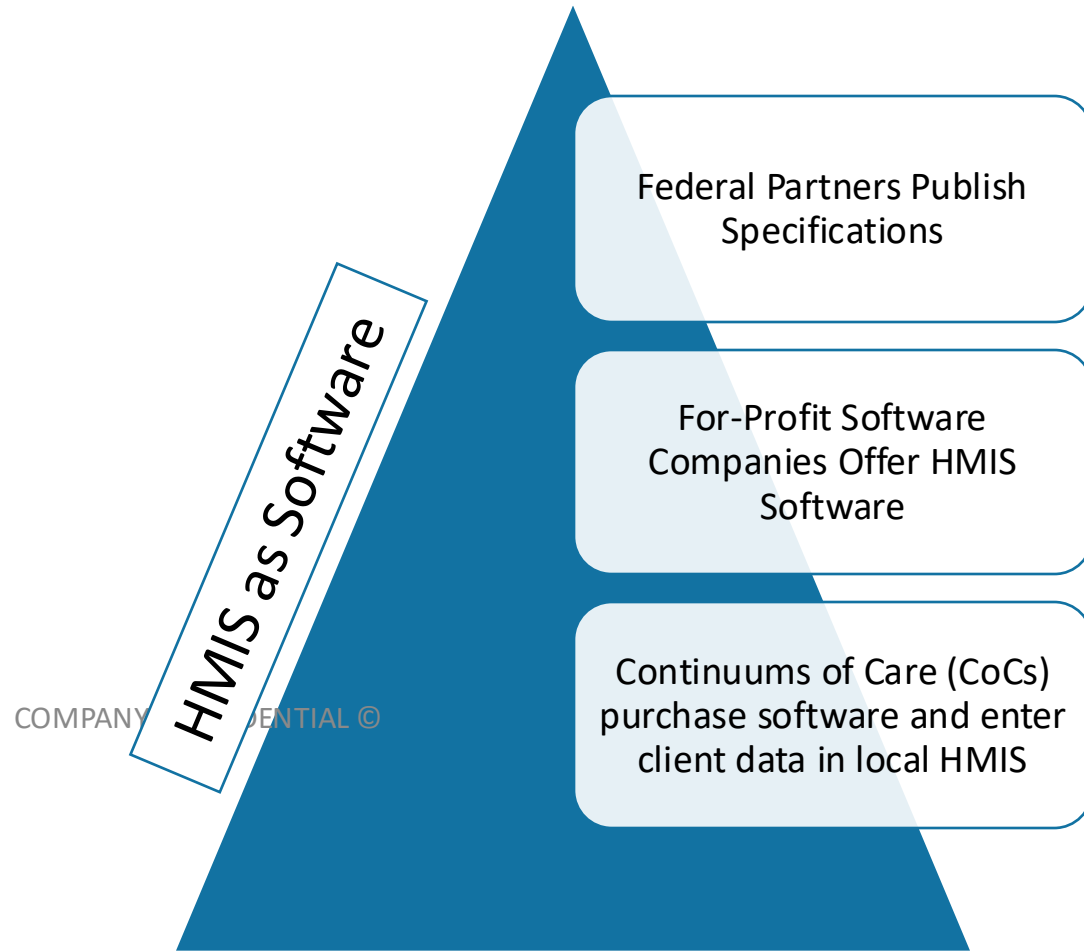 Federal Partners Publish
Specifications
HMIS as Software
For-Profit Software
Companies Offer HMIS
Software
Continuums of Care (CoCs)
purchase software and enter
client data in local HMIS
COMPANY DENTIAL ©